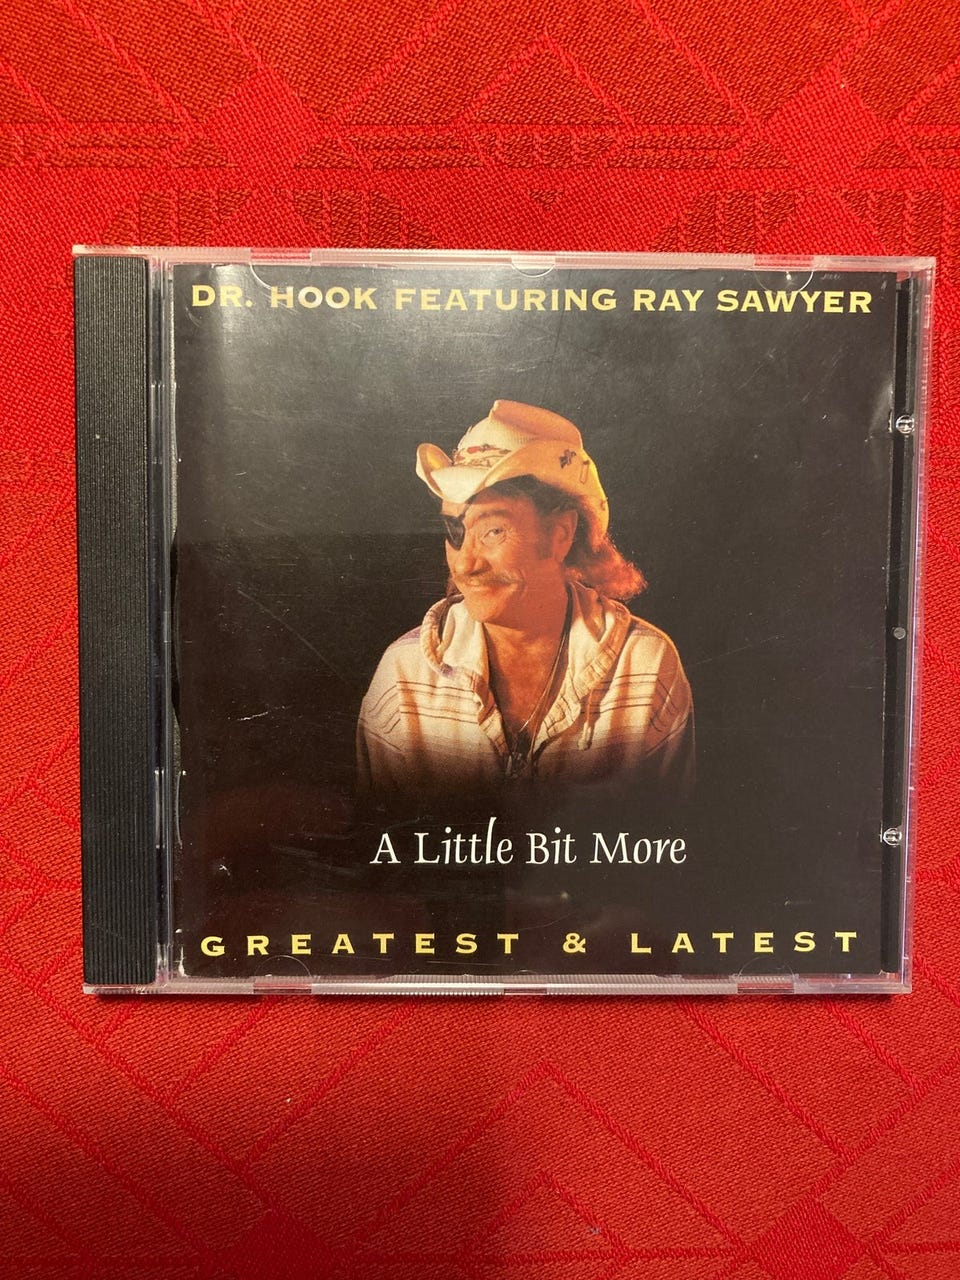 DR. HOOK FEATURING RAY SAWYER
A Little Bit More
GREATEST & LATEST